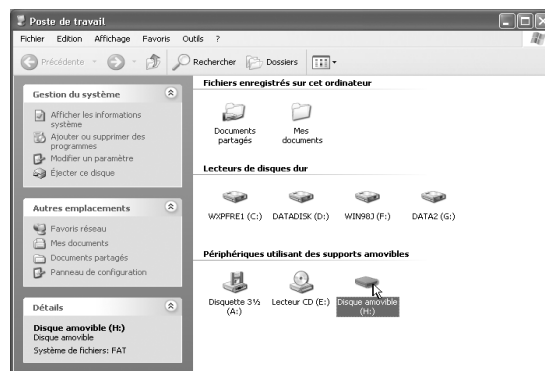 Poste de travail
Fichier Edition Affichage Favoris Outils ?
Précédente Rechercher Dossiers
Gestion du système
Afficher les informations
système
Ajouter ou supprimer des
programmes
Modifier un paramètre
Éjecter ce disque
Autres emplacements
Favoris réseau
Mes documents
Documents partagés
Panneau de configuration
Détails
Disque amovible (H:)
Disque amovible
Système de fichiers: FAT
Fichiers enregistrés sur cet ordinateur
Documents
partagés
Mes
documents
Lecteurs de disques dur
WXPFRE1 (C:) DATADISK (D:) WIN98J (F:) DATA2 (G:)
Périphériques utilisant des supports amovibles
Disquette 3½
(A:)
Lecteur CD (E:)
Disque amovible
(H:)